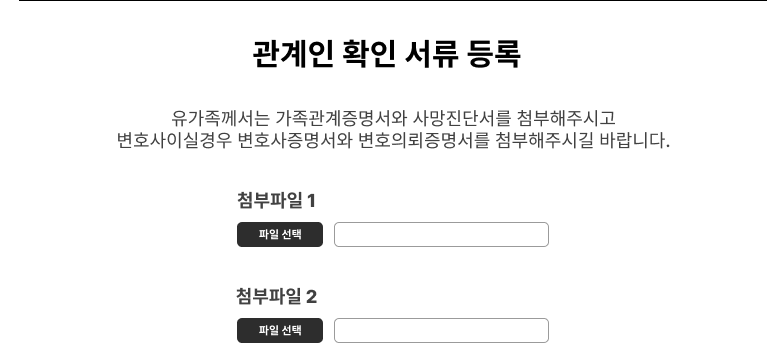 관계인 확인 서류 등록
유가족께서는 가족관계증명서와 사망진단서를 첨부해주시고
변호사이실경우 변호사증명서와 변호의뢰증명서를 첨부해주시길 바랍니다.
첨부파일 1
파일 선택
첨부파일 2
파일 선택